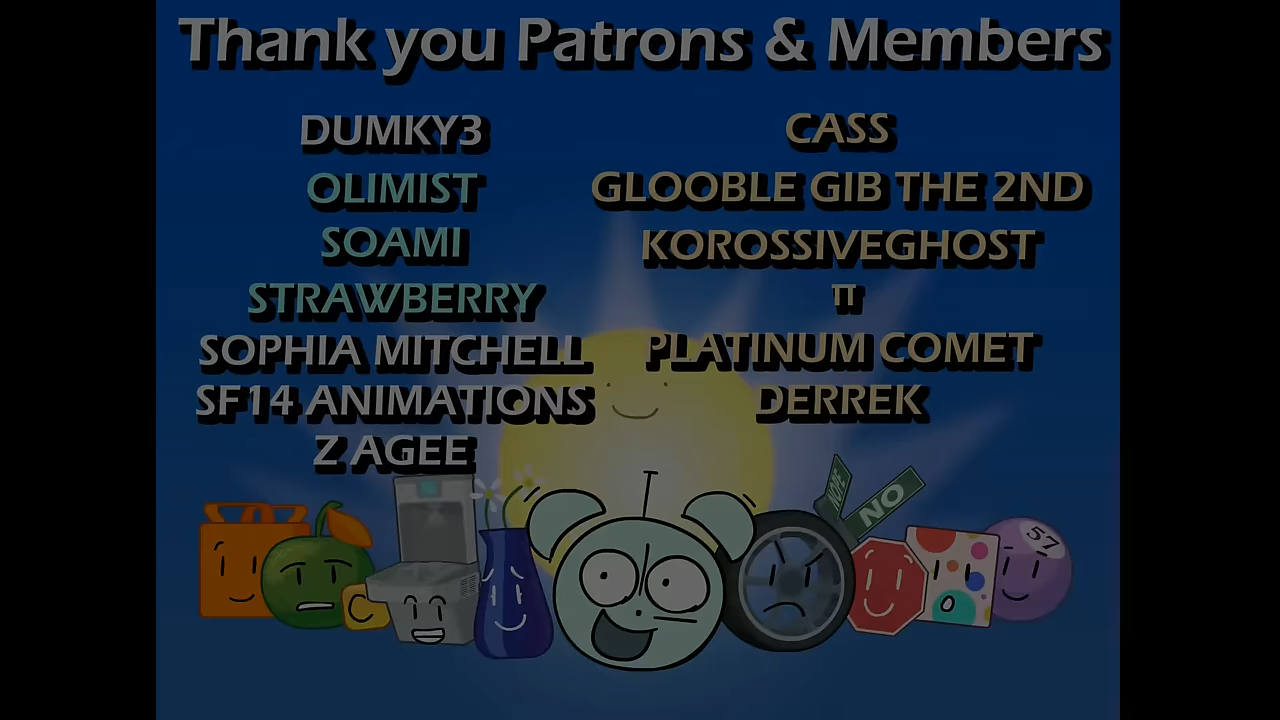 Thank you Patrons & Members
DUMKY3
OLIMIST
SOAMI
STRAWBERRY
SOPHIA MITCHELL
SF14 ANIMATIONS
Z AGEE
CASS
GLOOBLE GIB THE 2ND
KOROSSIVEGHOST
π
PLATINUM COMET
DERREK
NOPE
NO
C
57